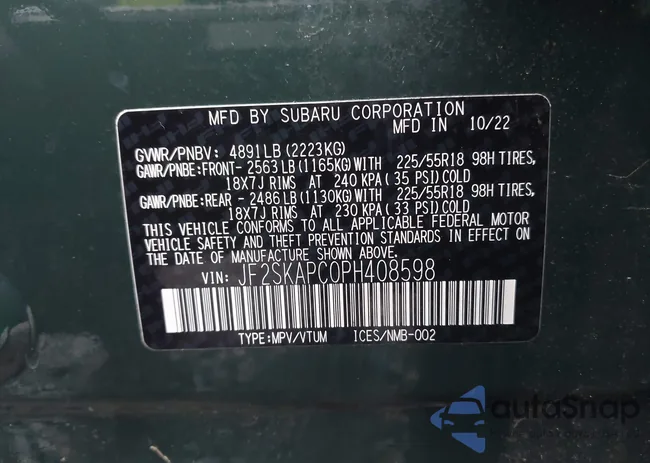 MFD BY SUBARU CORPORATION
MFD IN 10/22
GVWR/PNBV: 4891LB (2223KG)
GAWR/PNBE:FRONT- 2563 LB (1165KG) WITH 225/55R18 98H TIRES,
18X7J RIMS AT 240 KPA (35 PSI) COLD
GAWR/PNBE:REAR - 2486 LB (1130KG) WITH 225/55R18 98H TIRES,
18X7J RIMS AT 230 KPA (33 PSI) COLD
THIS VEHICLE CONFORMS TO ALL APPLICABLE FEDERAL MOTOR
VEHICLE SAFETY AND THEFT PREVENTION STANDARDS IN EFFECT ON
THE DATE OF MANUFACTURE SHOWN ABOVE.
VIN: JF2SKAPC0PH408598
TYPE:MPV/VTUM ICES/NMB-002
autoSnap